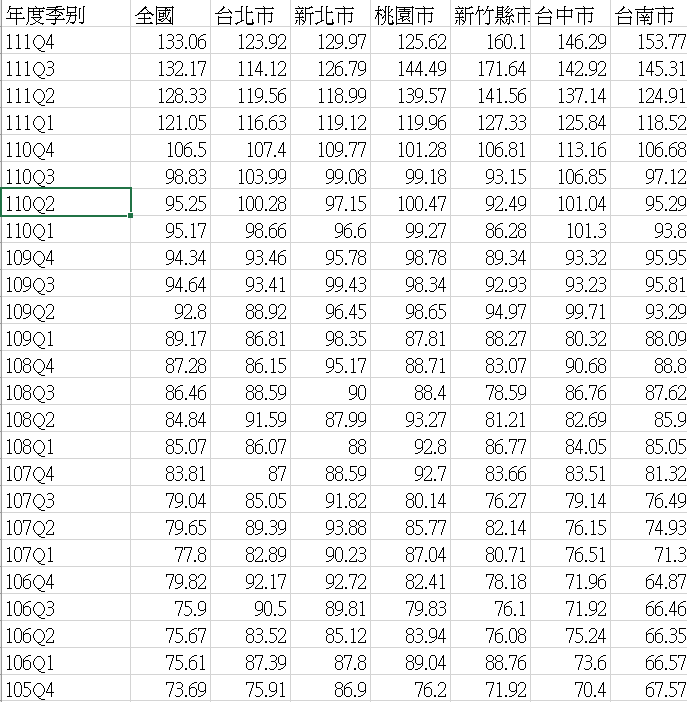 年度季別 全國 台北市 新北市 桃園市 新竹縣市 台中市 台南市
111Q4 133.06 123.92 129.97 125.62 160.1 146.29 153.77
111Q3 132.17 114.12 126.79 144.49 171.64 142.92 145.31
111Q2 128.33 119.56 118.99 139.57 141.56 137.14 124.91
111Q1 121.05 116.63 119.12 119.96 127.33 125.84 118.52
110Q4 106.5 107.4 109.77 101.28 106.81 113.16 106.68
110Q3 98.83 103.99 99.08 99.18 93.15 106.85 97.12
110Q2 95.25 100.28 97.15 100.47 92.49 101.04 95.29
110Q1 95.17 98.66 96.6 99.27 86.28 101.3 93.8
109Q4 94.34 93.46 95.78 98.78 89.34 93.32 95.95
109Q3 94.64 93.41 99.43 98.34 92.93 93.23 95.81
109Q2 92.8 88.92 96.45 98.65 94.97 99.71 93.29
109Q1 89.17 86.81 98.35 87.81 88.27 80.32 88.09
108Q4 87.28 86.15 95.17 88.71 83.07 90.68 88.8
108Q3 86.46 88.59 90 88.4 78.59 86.76 87.62
108Q2 84.84 91.59 87.99 93.27 81.21 82.69 85.9
108Q1 85.07 86.07 88 92.8 86.77 84.05 85.05
107Q4 83.81 87 88.59 92.7 83.66 83.51 81.32
107Q3 79.04 85.05 91.82 80.14 76.27 79.14 76.49
107Q2 79.65 89.39 93.88 85.77 82.14 76.15 74.93
107Q1 77.8 82.89 90.23 87.04 80.71 76.51 71.3
106Q4 79.82 92.17 92.72 82.41 78.18 71.96 64.87
106Q3 75.9 90.5 89.81 79.83 76.1 71.92 66.46
106Q2 75.67 83.52 85.12 83.94 76.08 75.24 66.35
106Q1 75.61 87.39 87.8 89.04 88.76 73.6 66.57
105Q4 73.69 75.91 86.9 76.2 71.92 70.4 67.57